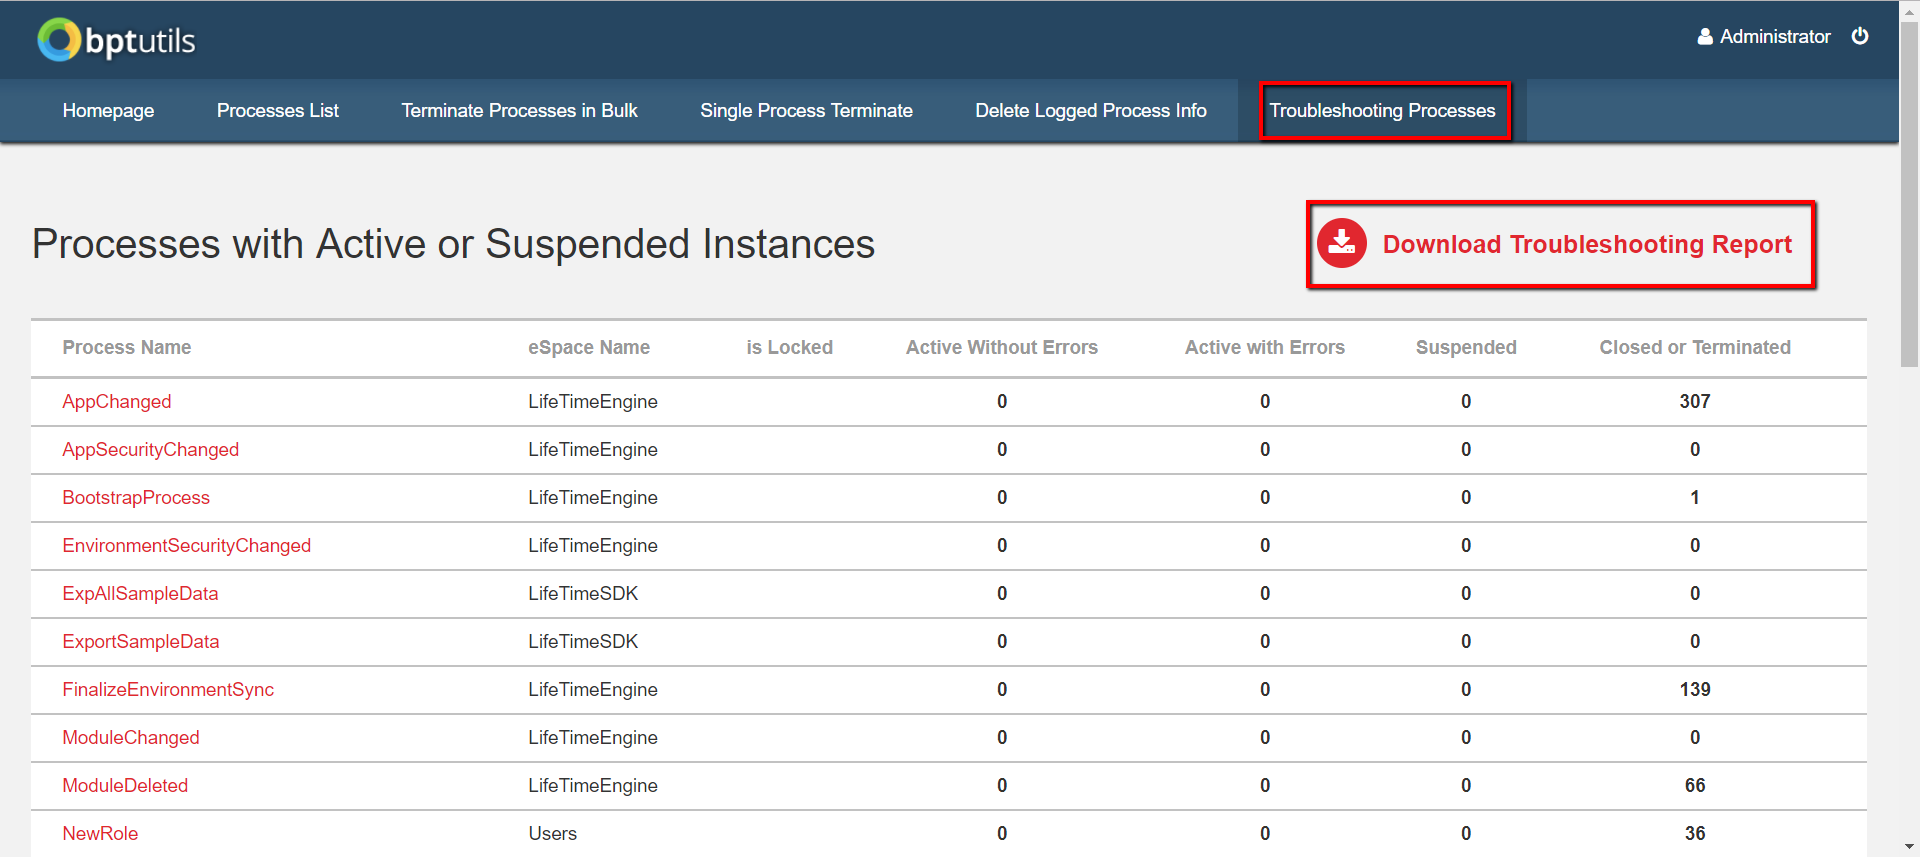 bptutils
Administrator
Homepage Processes List Terminate Processes in Bulk Single Process Terminate Delete Logged Process Info Troubleshooting Processes
Processes with Active or Suspended Instances
Download Troubleshooting Report
Process Name eSpace Name is Locked Active Without Errors Active with Errors Suspended Closed or Terminated
AppChanged LifeTimeEngine 0 0 0 307
AppSecurityChanged LifeTimeEngine 0 0 0 0
BootstrapProcess LifeTimeEngine 0 0 0 1
EnvironmentSecurityChanged LifeTimeEngine 0 0 0 0
ExpAllSampleData LifeTimeSDK 0 0 0 0
ExportSampleData LifeTimeSDK 0 0 0 0
FinalizeEnvironmentSync LifeTimeEngine 0 0 0 139
ModuleChanged LifeTimeEngine 0 0 0 0
ModuleDeleted LifeTimeEngine 0 0 0 66
NewRole Users 0 0 0 36